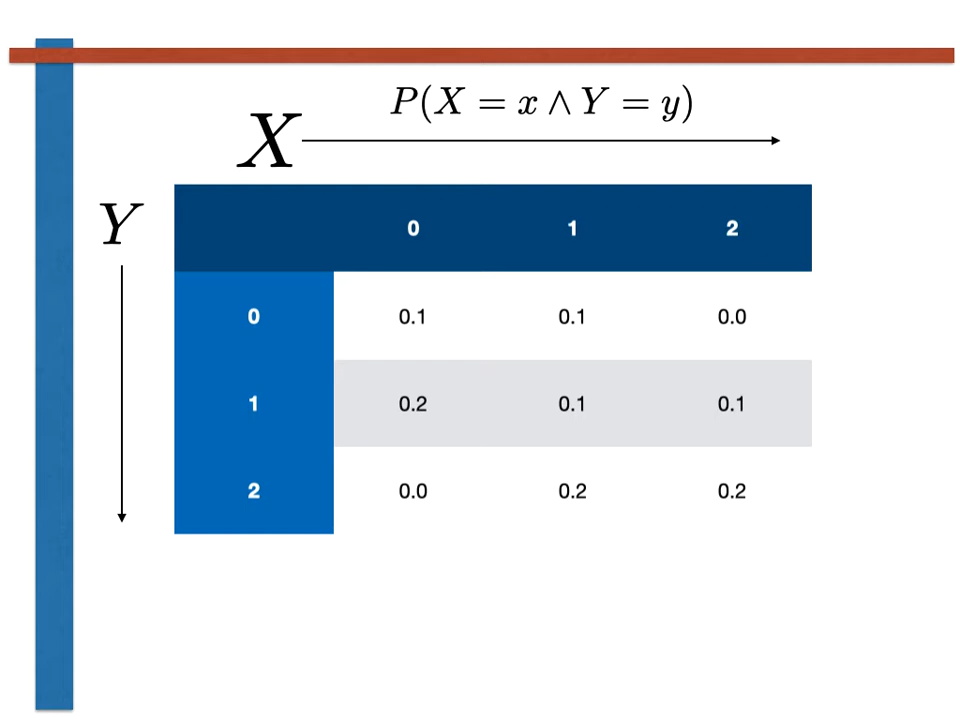 P(X = x ∧ Y = y)
X
Y
0 1 2
0 0.1 0.1 0.0
1 0.2 0.1 0.1
2 0.0 0.2 0.2